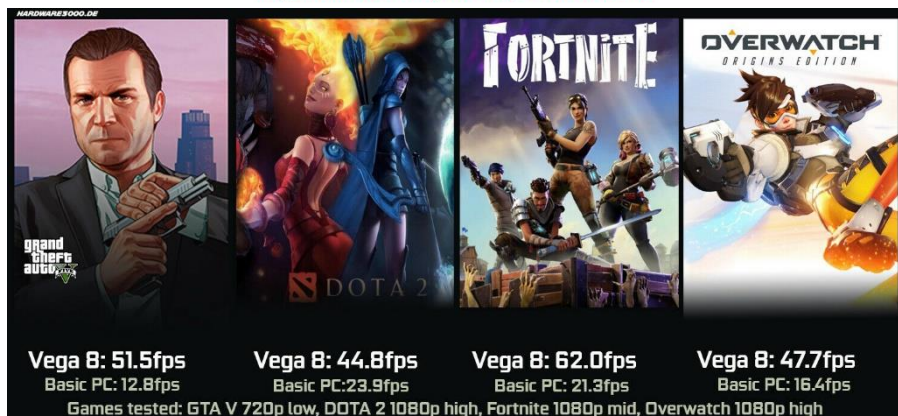 HARDWARE3000.DE
grand
theft
auto V
FIVE
DOTA 2
FORTNITE
OVERWATCH
ORIGINS EDITION
Vega 8: 51.5fps
Basic PC: 12.8fps
Vega 8: 44.8fps
Basic PC:23.9fps
Vega 8: 62.0fps
Basic PC: 21.3fps
Vega 8: 47.7fps
Basic PC: 16.4fps
Games tested: GTA V 720p low, DOTA 2 1080p high, Fortnite 1080p mid, Overwatch 1080p high